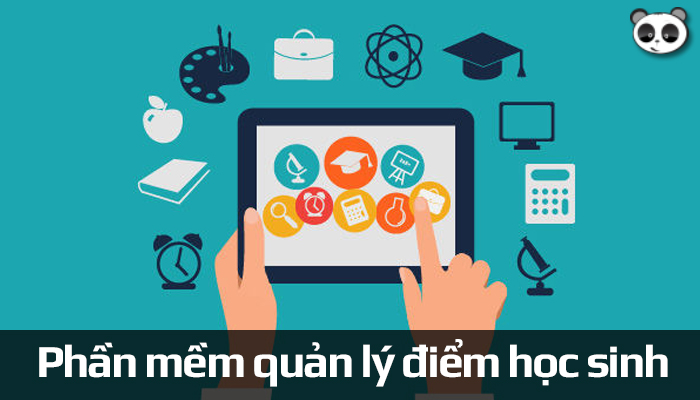 Phần mềm quản lý điểm học sinh